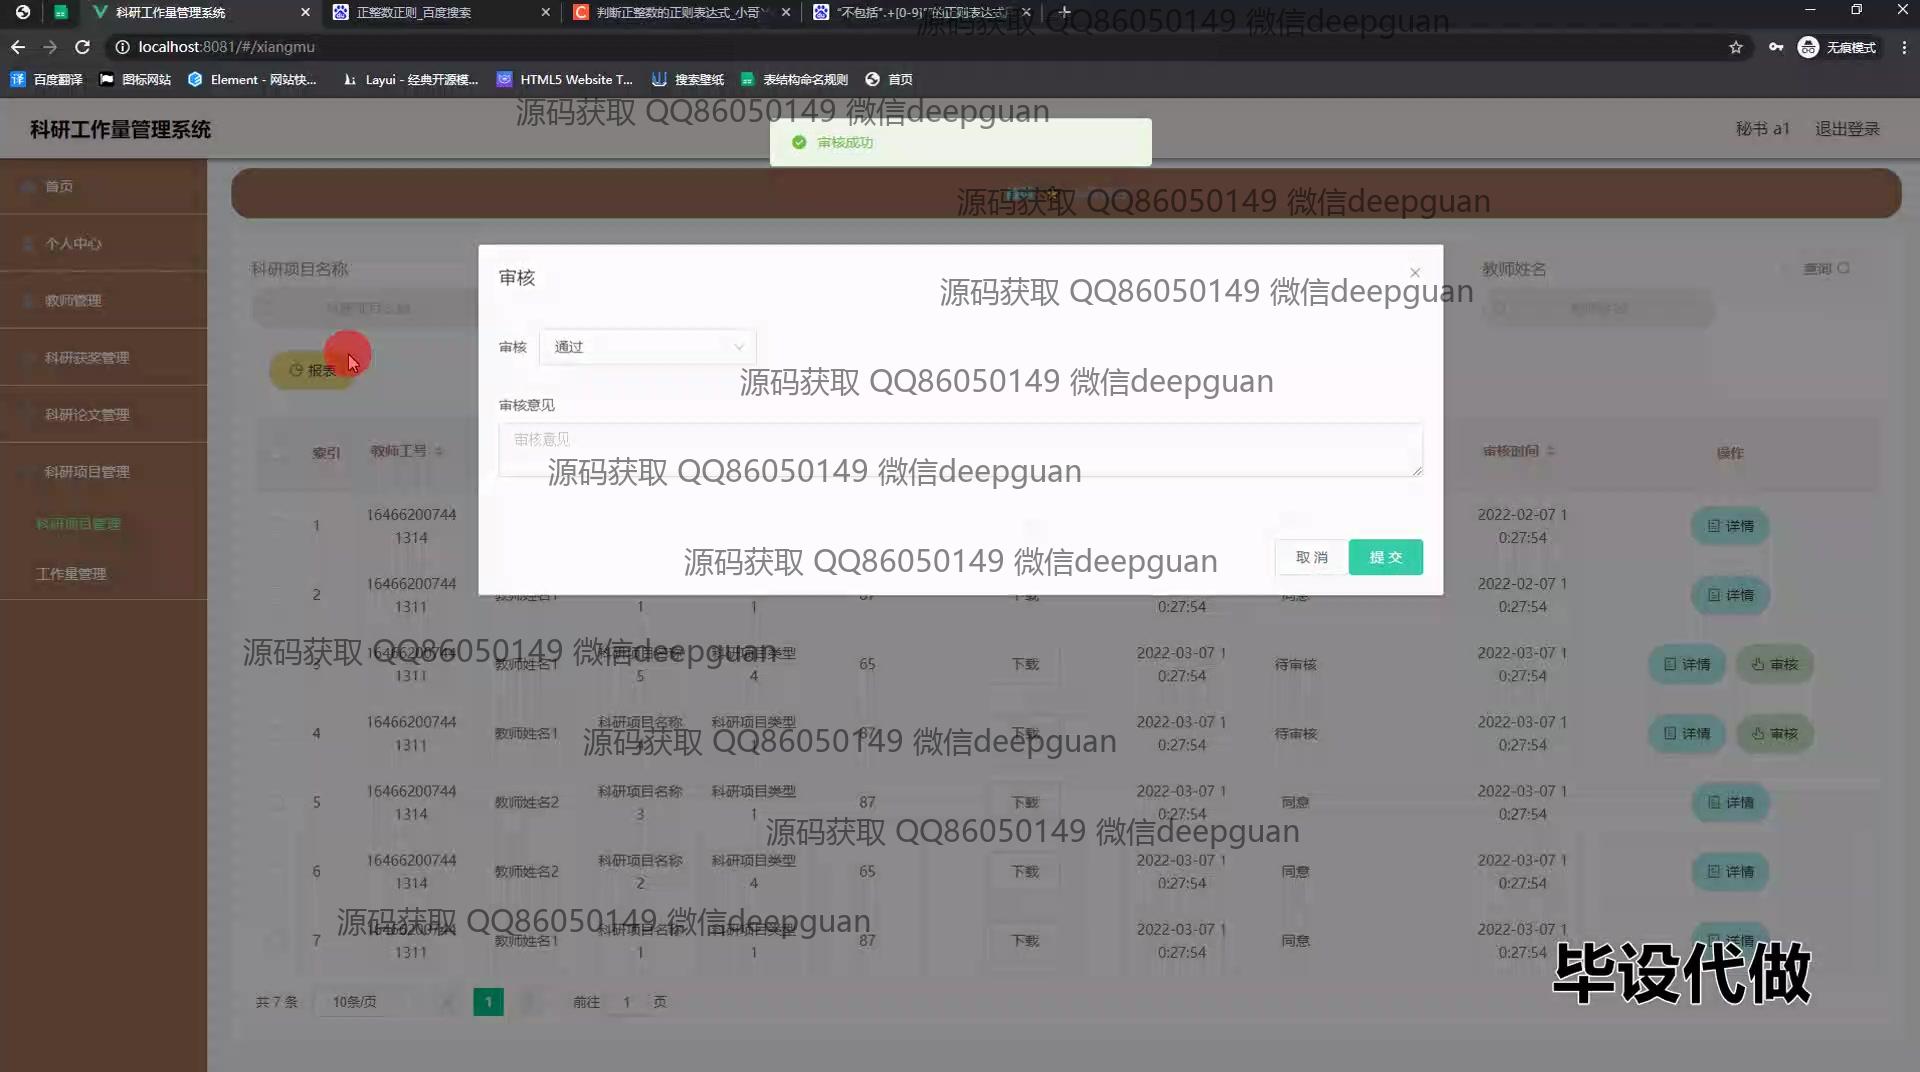 科研工作量管理系统
正整数正则_百度搜索
判断正整数的正则表达式_小哥
"不包括".+[0-9]*"的正则表达式
localhost:8081/#/xiangmu
无痕模式
百度翻译
图标网站
Element - 网站快...
Layui - 经典开源模...
HTML5 Website T...
搜索壁纸
表结构命名规则
首页
源码获取 QQ86050149 微信deepguan
源码获取 QQ86050149 微信deepguan
科研工作量管理系统
审核成功
秘书 a1
退出登录
首页
个人中心
教师管理
科研获奖管理
科研论文管理
科研项目管理
科研项目管理
工作量管理
源码获取 QQ86050149 微信deepguan
科研项目名称
教师姓名
查询
科研项目名称
教师姓名
报表
审核
源码获取 QQ86050149 微信deepguan
审核 通过
源码获取 QQ86050149 微信deepguan
审核意见
审核意见
源码获取 QQ86050149 微信deepguan
源码获取 QQ86050149 微信deepguan
取消 提交
索引 教师工号 审核时间 操作
1 16466200744 1314 2022-02-07 1 0:27:54 详情
2 16466200744 1311 教师姓名1 1 1 87 下载 0:27:54 同意 2022-02-07 1 0:27:54 详情
源码获取 QQ86050149 微信deepguan
3 16466200744 1311 教师姓名1 科研项目名称 5 科研项目类型 4 65 下载 2022-03-07 1 0:27:54 待审核 2022-03-07 1 0:27:54 详情 审核
4 16466200744 1311 教师姓名1 科研项目名称 科研项目类型 87 下载 2022-03-07 1 0:27:54 待审核 2022-03-07 1 0:27:54 详情 审核
源码获取 QQ86050149 微信deepguan
5 16466200744 1314 教师姓名2 科研项目名称 3 科研项目类型 1 87 下载 2022-03-07 1 0:27:54 同意 2022-03-07 1 0:27:54 详情
源码获取 QQ86050149 微信deepguan
6 16466200744 1314 教师姓名2 科研项目名称 2 科研项目类型 4 65 下载 2022-03-07 1 0:27:54 同意 2022-03-07 1 0:27:54 详情
源码获取 QQ86050149 微信deepguan
7 16466200744 1311 教师姓名1 科研项目名称 1 科研项目类型 1 87 下载 2022-03-07 1 0:27:54 同意 2022-03-07 1 0:27:54 详情
毕设代做
共 7 条 10条/页 1 前往 1 页